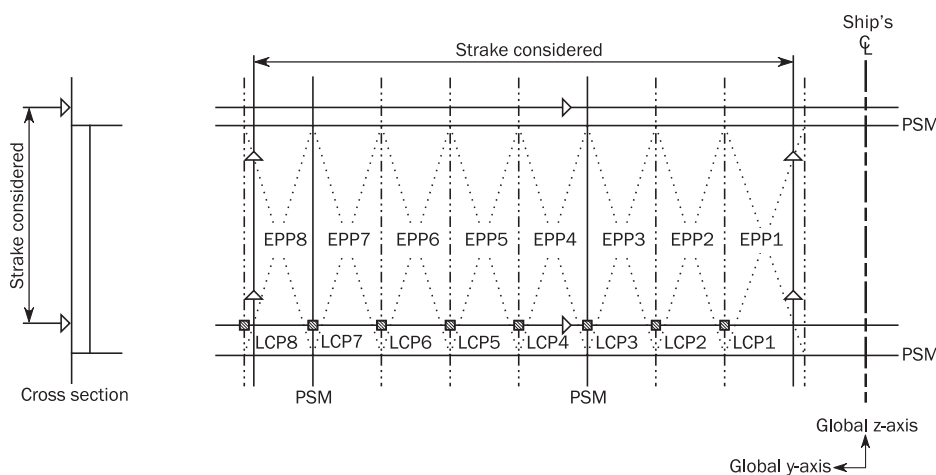 Ship's
℄
Strake considered
PSM
Strake considered
EPP8 EPP7 EPP6 EPP5 EPP4 EPP3 EPP2 EPP1
LCP8 LCP7 LCP6 LCP5 LCP4 LCP3 LCP2 LCP1
PSM
Cross section
PSM
PSM
Global z-axis
Global y-axis